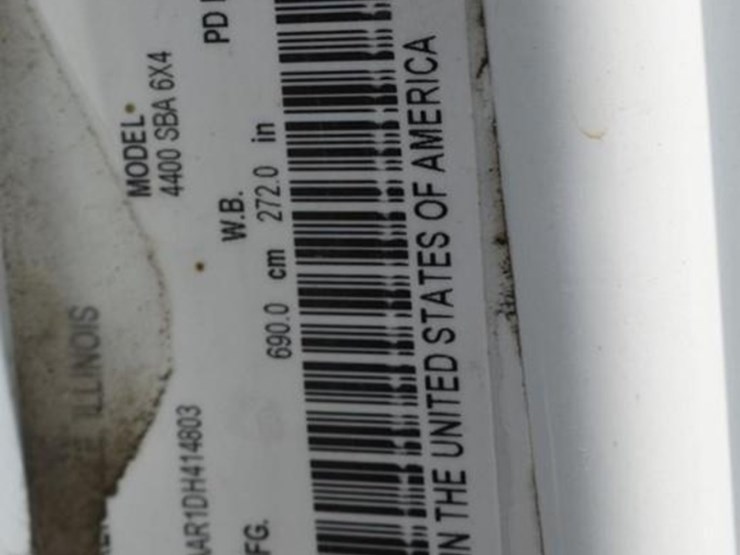 ILLINOIS
MODEL
4400 SBA 6X4
AR1DH414803
W.B.
PD
FG.
690.0 cm 272.0 in
IN THE UNITED STATES OF AMERICA